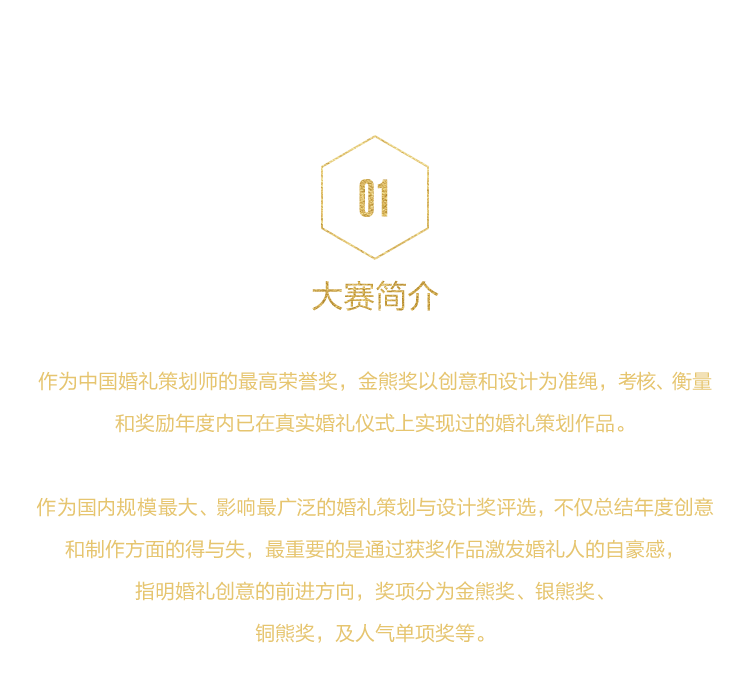 01
大赛简介
作为中国婚礼策划师的最高荣誉奖，金熊奖以创意和设计为准绳，考核、衡量
和奖励年度内已在真实婚礼仪式上实现过的婚礼策划作品。
作为国内规模最大、影响最广泛的婚礼策划与设计奖评选，不仅总结年度创意
和制作方面的得与失，最重要的是通过获奖作品激发婚礼人的自豪感，
指明婚礼创意的前进方向，奖项分为金熊奖、银熊奖、
铜熊奖，及人气单项奖等。